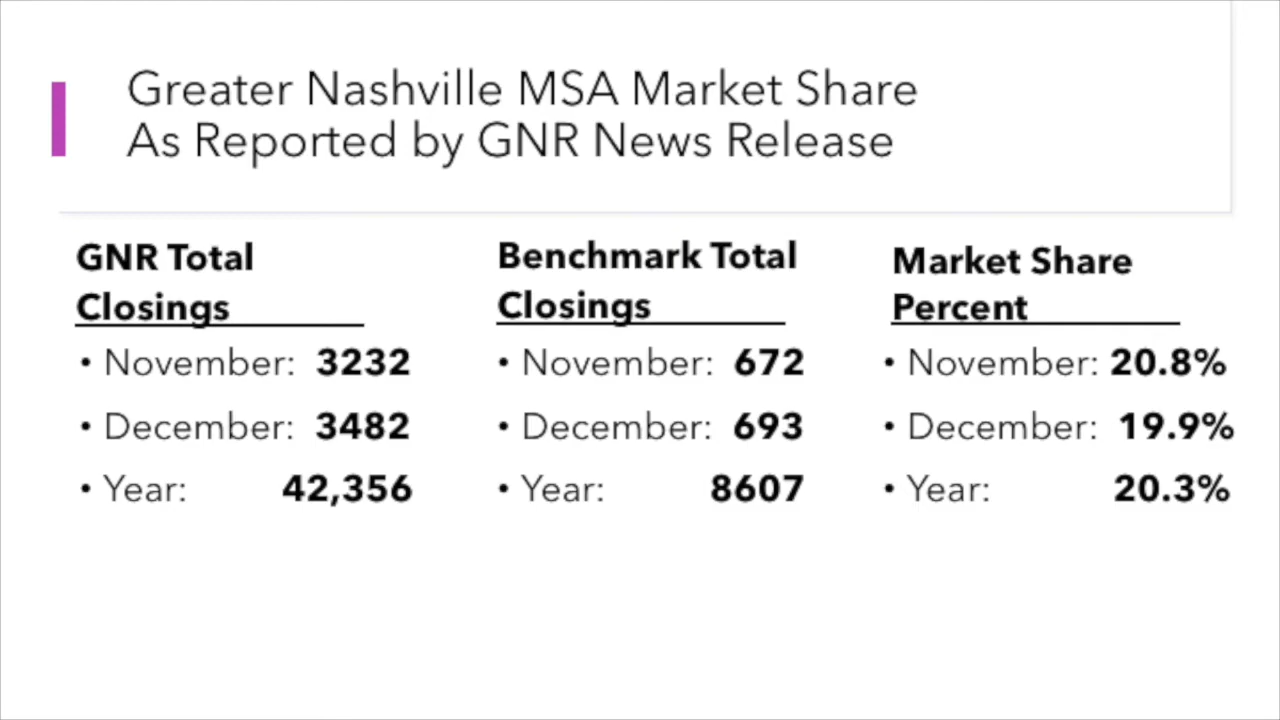 Greater Nashville MSA Market Share
As Reported by GNR News Release
GNR Total
Closings
• November: 3232
• December: 3482
• Year: 42,356
Benchmark Total
Closings
• November: 672
• December: 693
• Year: 8607
Market Share
Percent
• November: 20.8%
• December: 19.9%
• Year: 20.3%